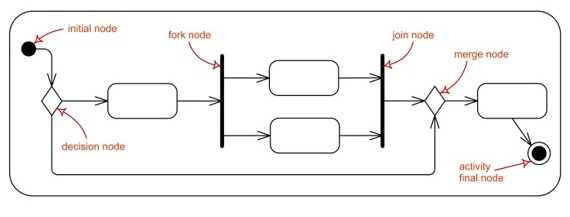 initial node
fork node
join node
merge node
decision node
activity
final node